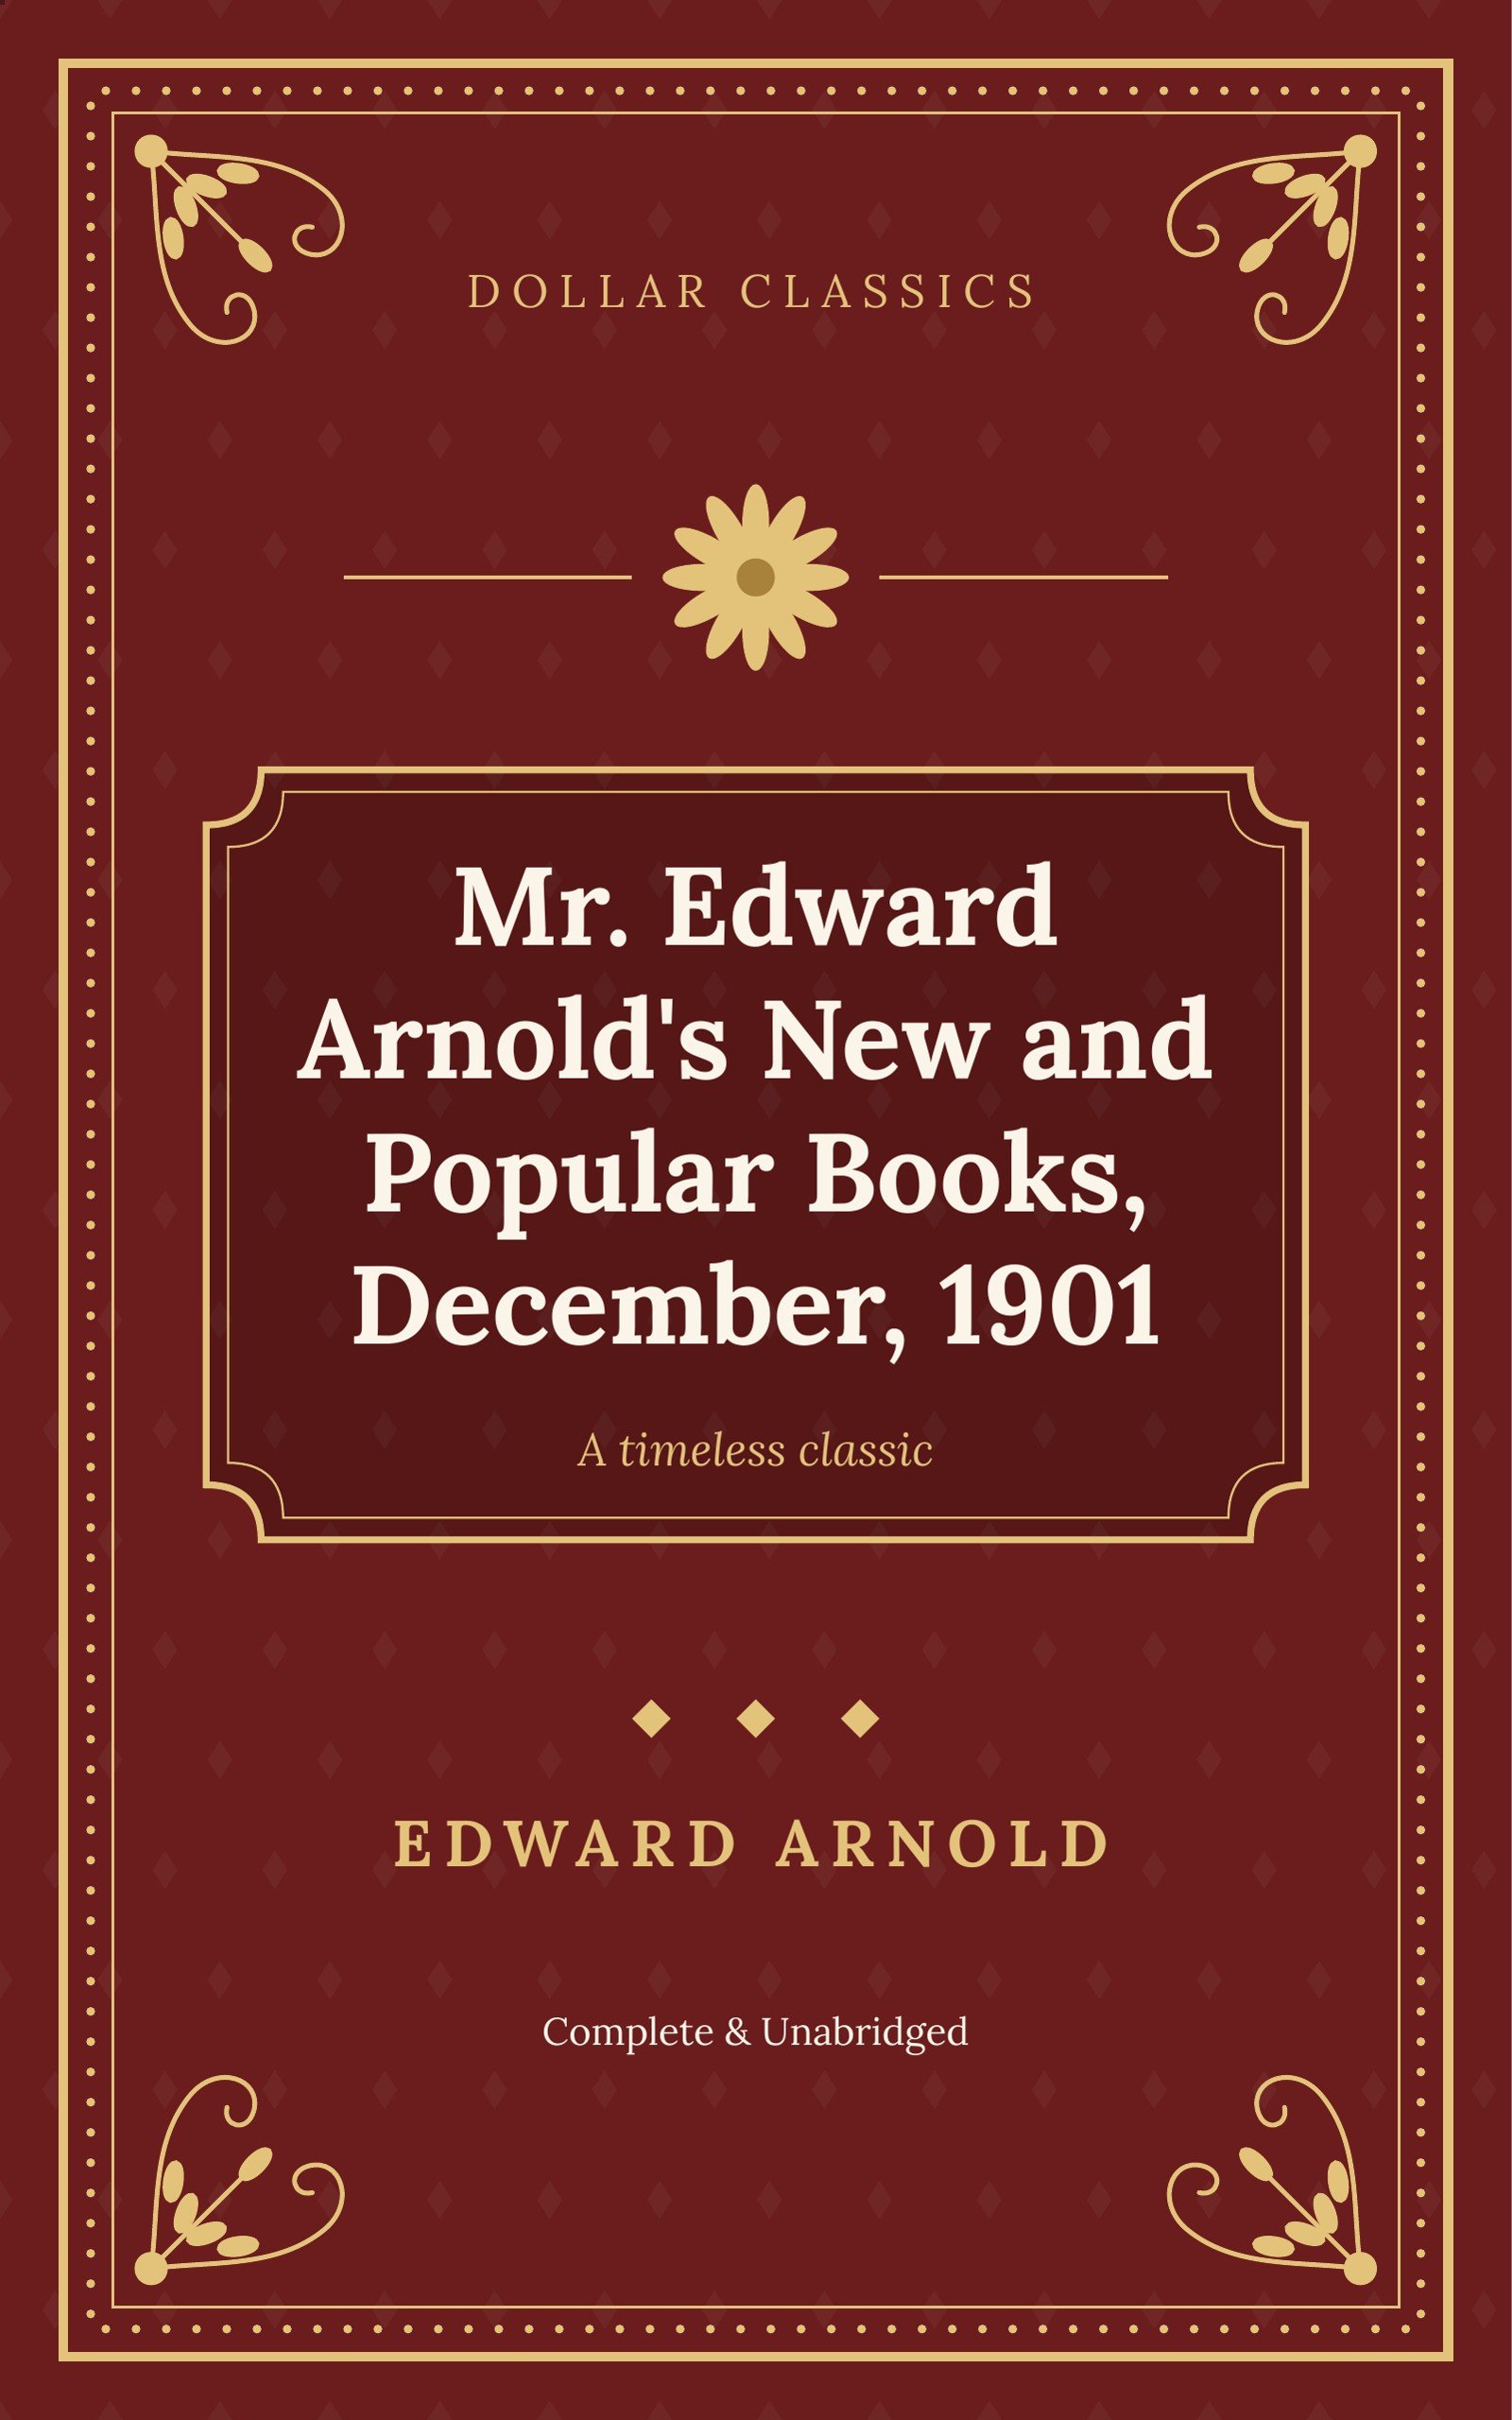 DOLLAR CLASSICS
Mr. Edward
Arnold's New and
Popular Books,
December, 1901
A timeless classic
EDWARD ARNOLD
Complete & Unabridged